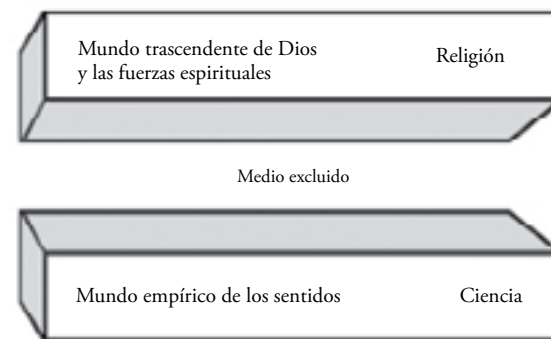 Mundo trascendente de Dios
y las fuerzas espirituales
Religión
Medio excluido
Mundo empírico de los sentidos
Ciencia